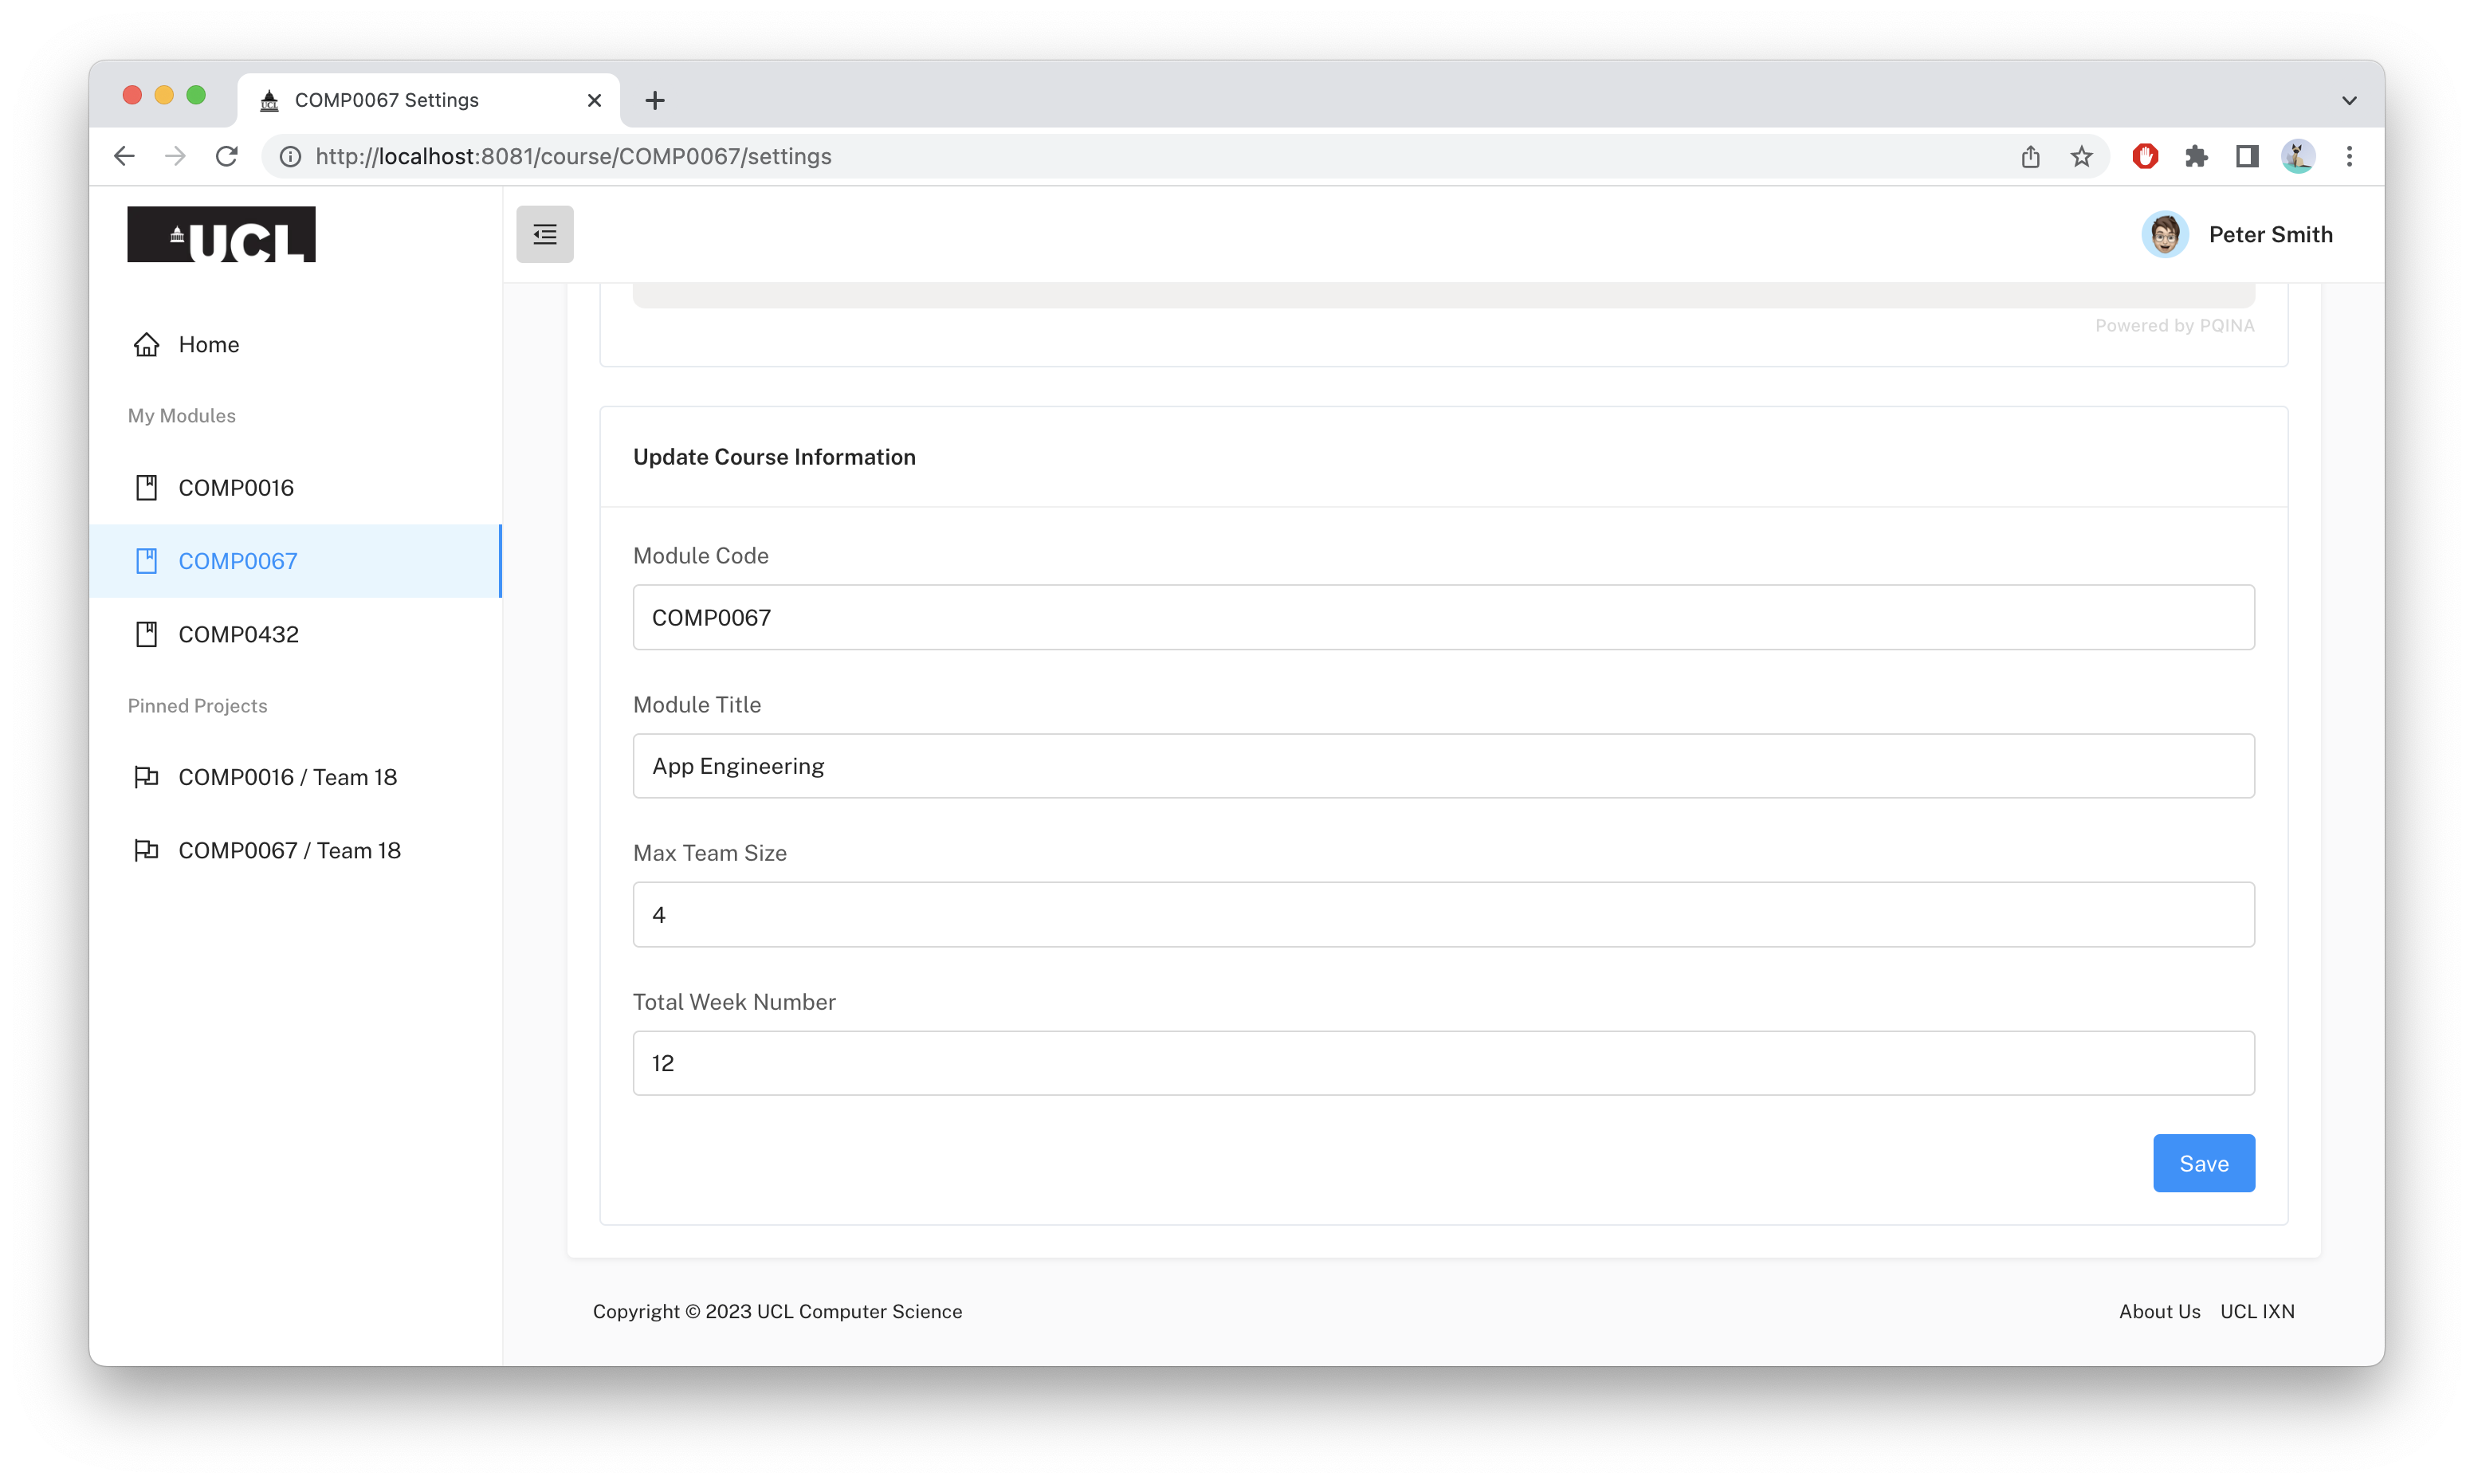 COMP0067 Settings
http://localhost:8081/course/COMP0067/settings
UCL
Peter Smith
Home
My Modules
COMP0016
COMP0067
COMP0432
Pinned Projects
COMP0016 / Team 18
COMP0067 / Team 18
Powered by PQINA
Update Course Information
Module Code
COMP0067
Module Title
App Engineering
Max Team Size
4
Total Week Number
12
Save
Copyright © 2023 UCL Computer Science
About Us UCL IXN